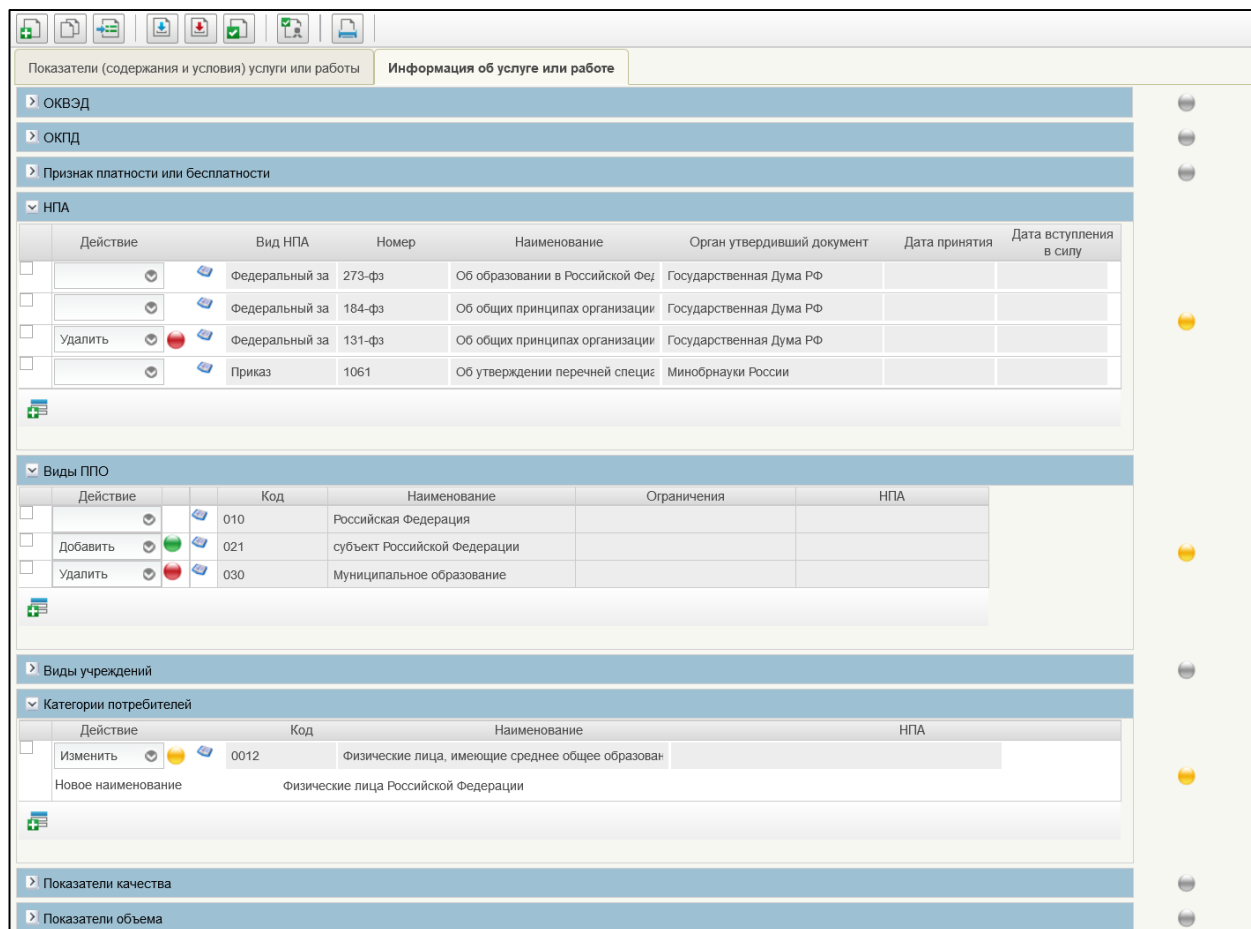 Показатели (содержания и условия) услуги или работы Информация об услуге или работе
ОКВЭД
ОКПД
Признак платности или бесплатности
НПА
Действие Вид НПА Номер Наименование Орган утвердивший документ Дата принятия Дата вступления в силу
Федеральный за 273-фз Об образовании в Российской Фед Государственная Дума РФ
Федеральный за 184-фз Об общих принципах организации Государственная Дума РФ
Удалить Федеральный за 131-фз Об общих принципах организации Государственная Дума РФ
Приказ 1061 Об утверждении перечней специа Минобрнауки России
Виды ППО
Действие Код Наименование Ограничения НПА
010 Российская Федерация
Добавить 021 субъект Российской Федерации
Удалить 030 Муниципальное образование
Виды учреждений
Категории потребителей
Действие Код Наименование НПА
Изменить 0012 Физические лица, имеющие среднее общее образован
Новое наименование Физические лица Российской Федерации
Показатели качества
Показатели объема